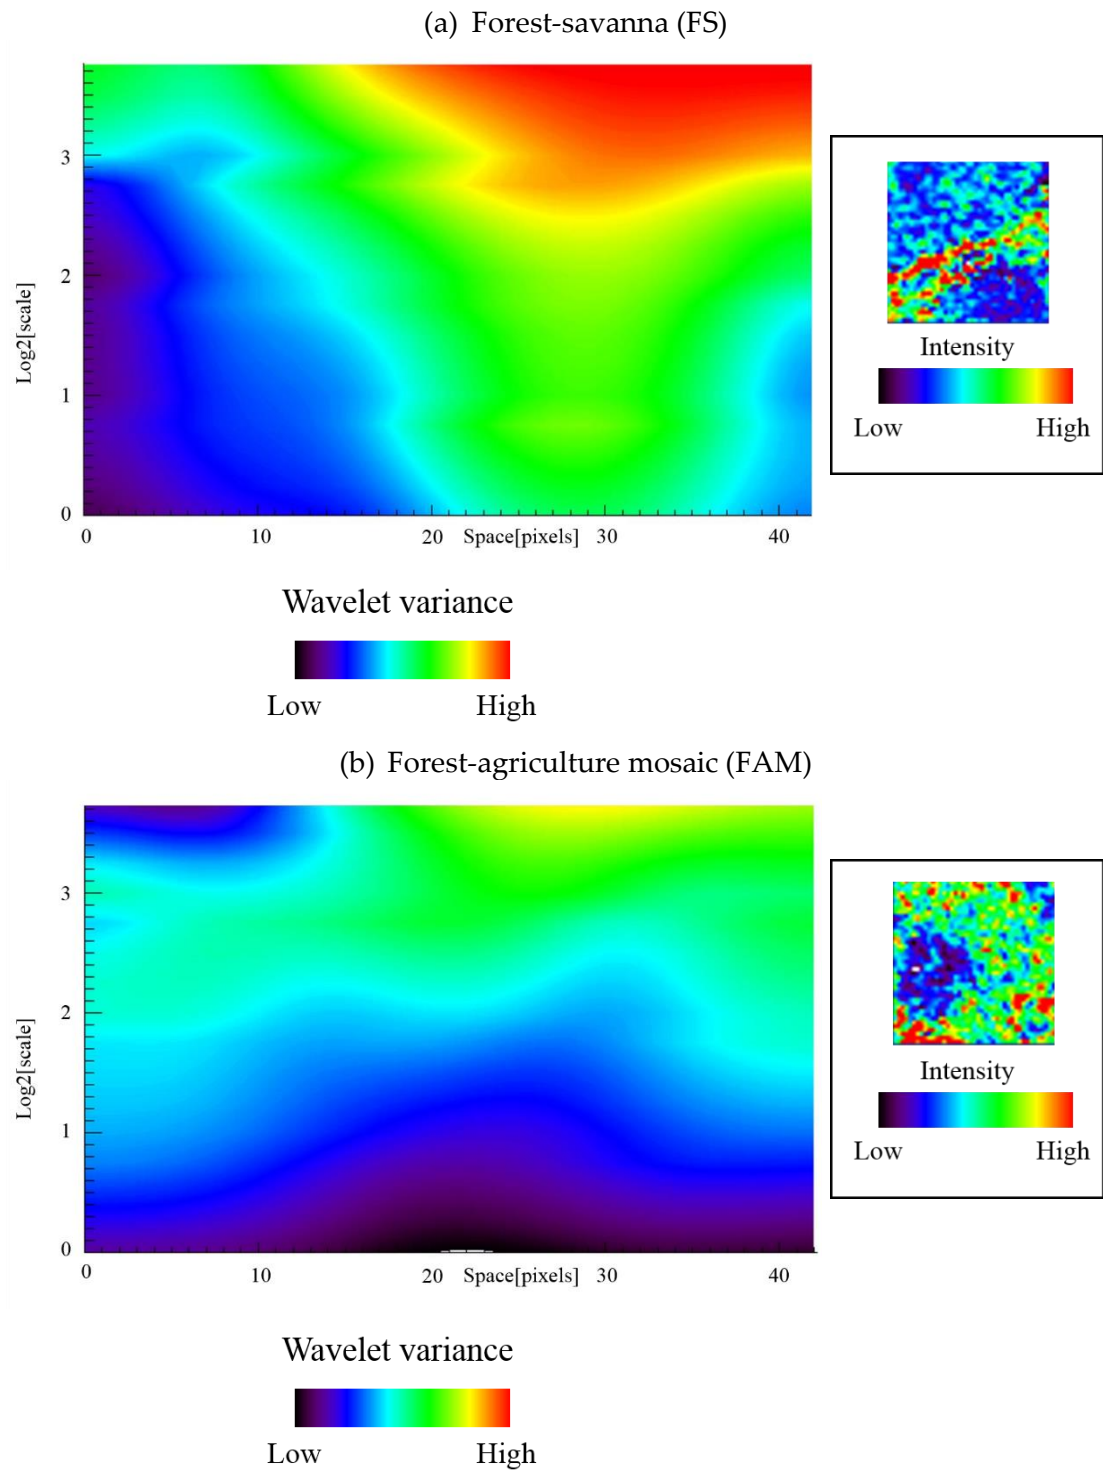 (a) Forest-savanna (FS)
3
2
1
0
Log2[scale]
0 10 20 Space[pixels] 30 40
Intensity
Low High
Wavelet variance
Low High
(b) Forest-agriculture mosaic (FAM)
3
2
1
0
Log2[scale]
0 10 20 Space[pixels] 30 40
Intensity
Low High
Wavelet variance
Low High